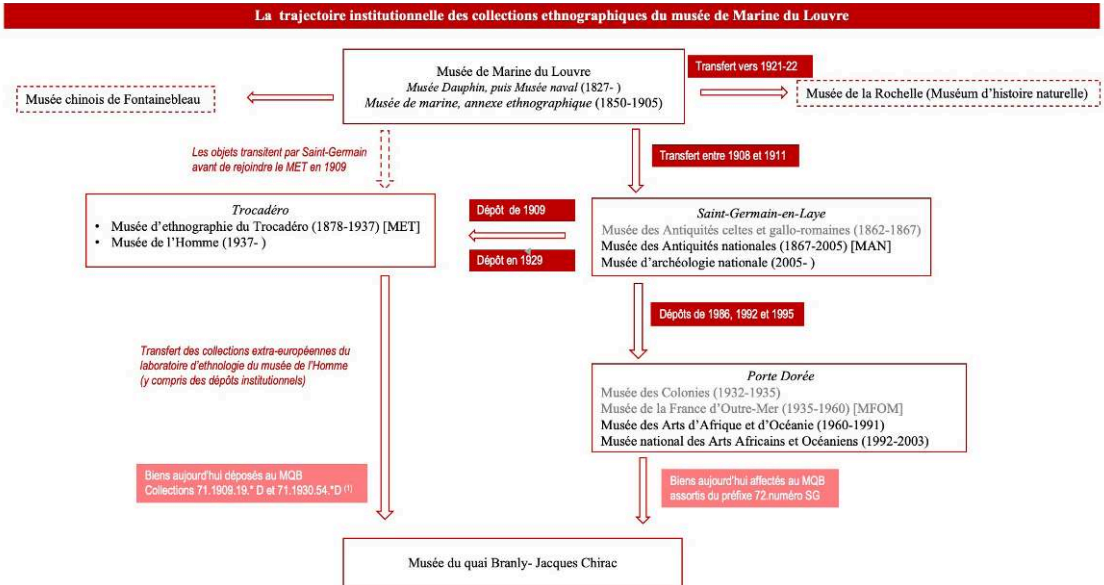 La trajectoire institutionnelle des collections ethnographiques du musée de Marine du Louvre
Musée de Marine du Louvre
Musée Dauphin, puis Musée naval (1827- )
Musée de marine, annexe ethnographique (1850-1905)
Transfert vers 1921-22
Musée chinois de Fontainebleau
Musée de la Rochelle (Muséum d’histoire naturelle)
Les objets transitent par Saint-Germain
avant de rejoindre le MET en 1909
Transfert entre 1908 et 1911
Trocadéro
• Musée d’ethnographie du Trocadéro (1878-1937) [MET]
• Musée de l’Homme (1937- )
Dépôt de 1909
Dépôt en 1929
Saint-Germain-en-Laye
Musée des Antiquités celtes et gallo-romaines (1862-1867)
Musée des Antiquités nationales (1867-2005) [MAN]
Musée d’archéologie nationale (2005- )
Dépôts de 1986, 1992 et 1995
Transfert des collections extra-européennes du
laboratoire d’ethnologie du musée de l’Homme
(y compris des dépôts institutionnels)
Porte Dorée
Musée des Colonies (1932-1935)
Musée de la France d’Outre-Mer (1935-1960) [MFOM]
Musée des Arts d’Afrique et d’Océanie (1960-1991)
Musée national des Arts Africains et Océaniens (1992-2003)
Biens aujourd’hui déposés au MQB
Collections 71.1909.19.* D et 71.1930.54.*D (1)
Biens aujourd’hui affectés au MQB
assortis du préfixe 72.numéro SG
Musée du quai Branly- Jacques Chirac